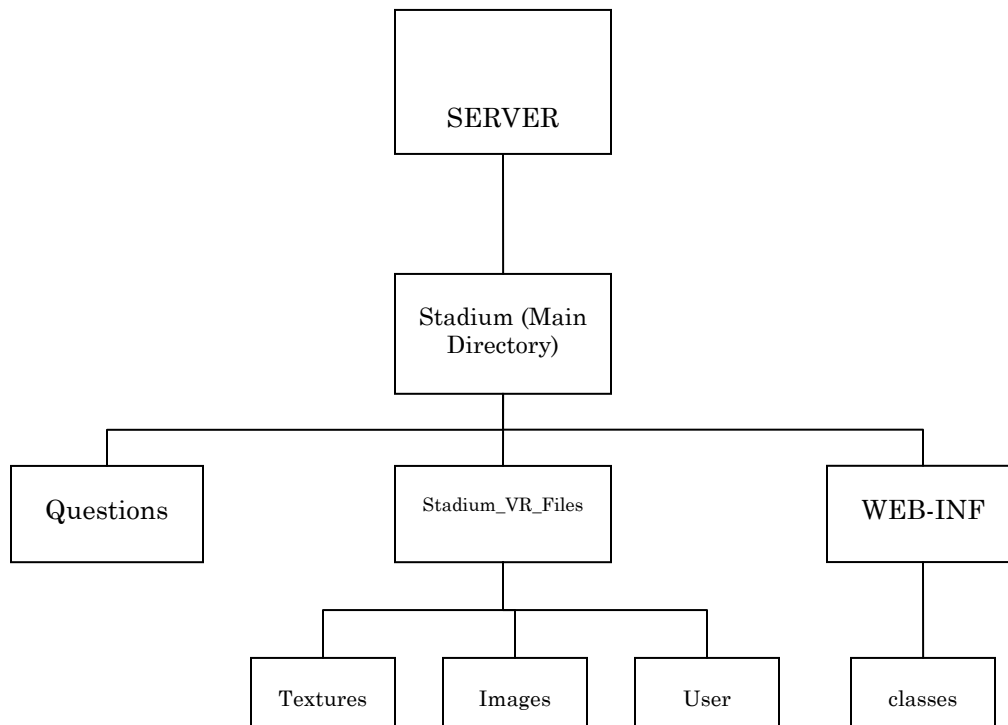 SERVER
Stadium (Main
Directory)
Questions
Stadium_VR_Files
WEB-INF
Textures
Images
User
classes